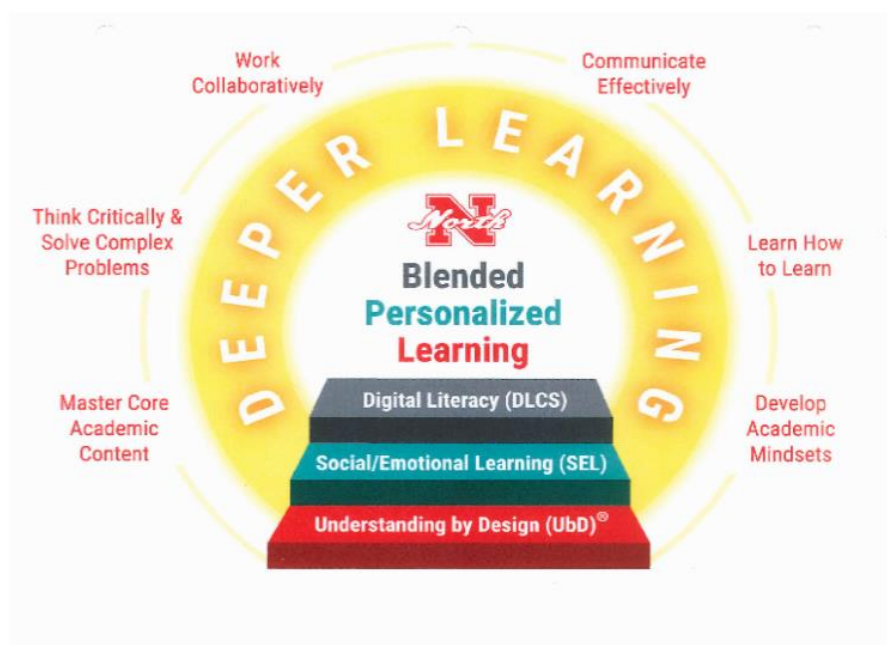 Work
Collaboratively
Communicate
Effectively
DEEPER LEARNING
Think Critically &
Solve Complex
Problems
Learn How
to Learn
Master Core
Academic
Content
Develop
Academic
Mindsets
N
North
Blended
Personalized
Learning
Digital Literacy (DLCS)
Social/Emotional Learning (SEL)
Understanding by Design (UbD)®